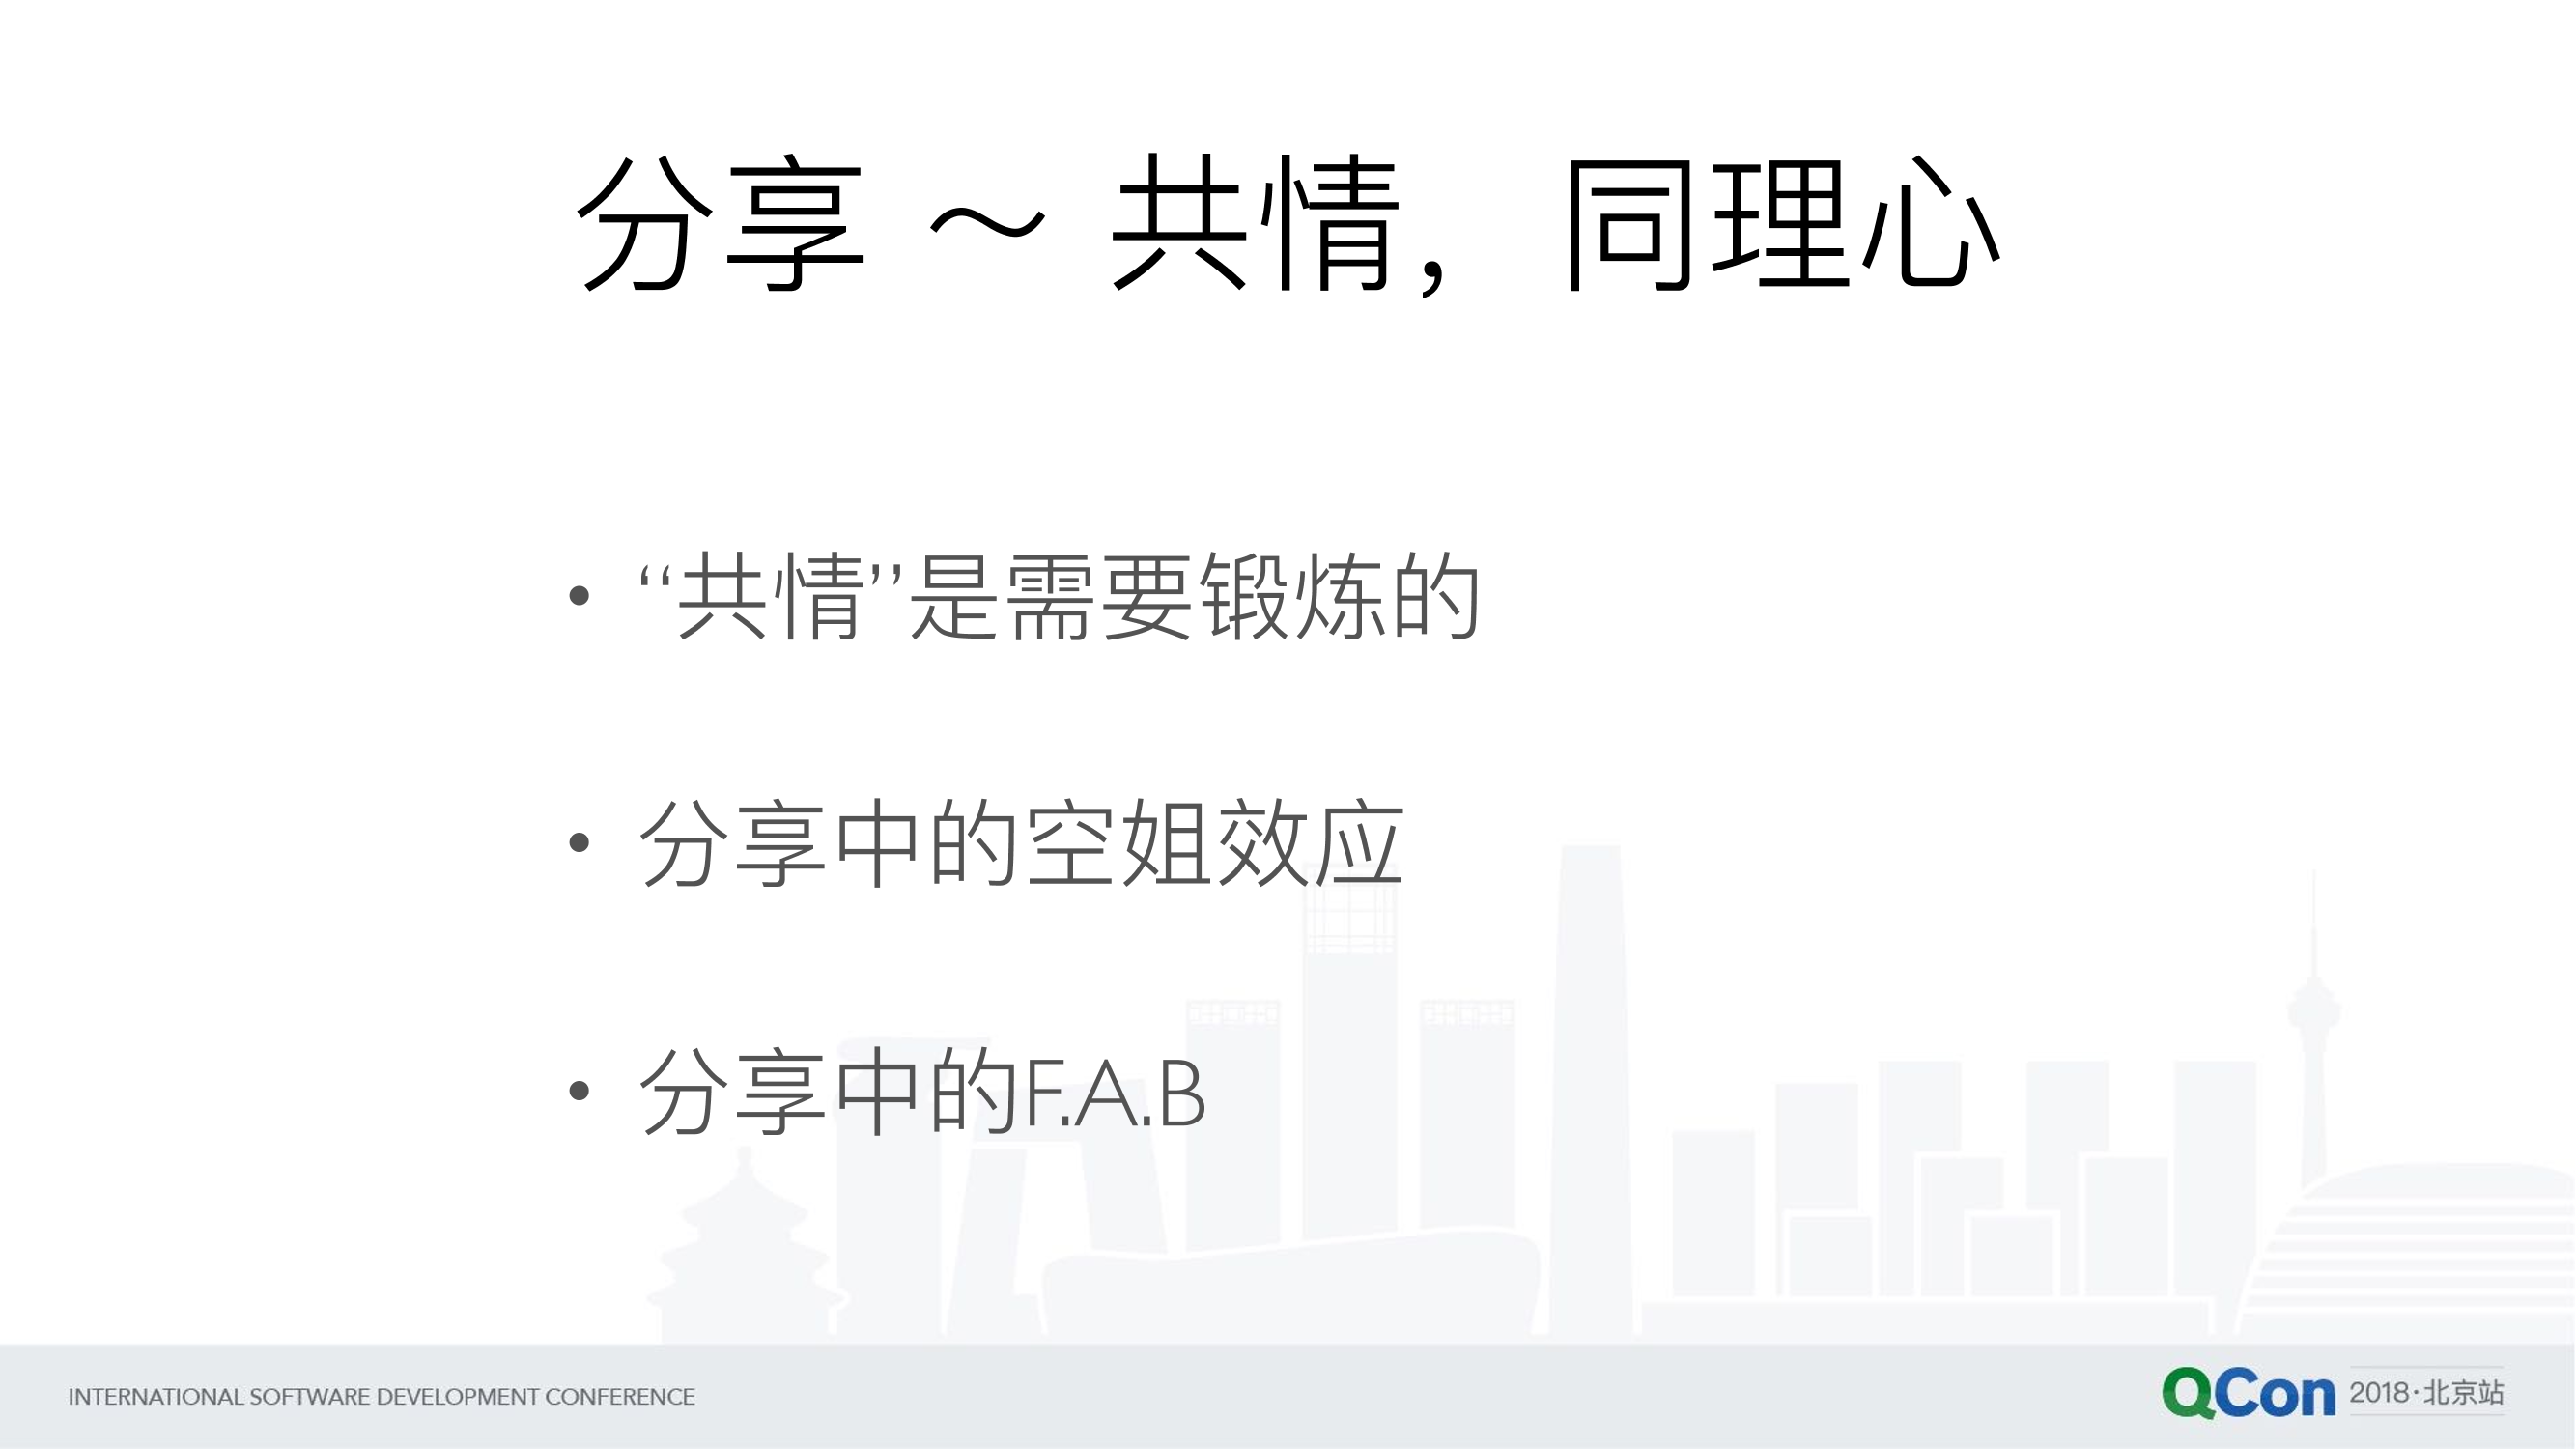 分享 ～ 共情，同理心
• “共情”是需要锻炼的
• 分享中的空姐效应
• 分享中的F.A.B
INTERNATIONAL SOFTWARE DEVELOPMENT CONFERENCE
QCon 2018·北京站